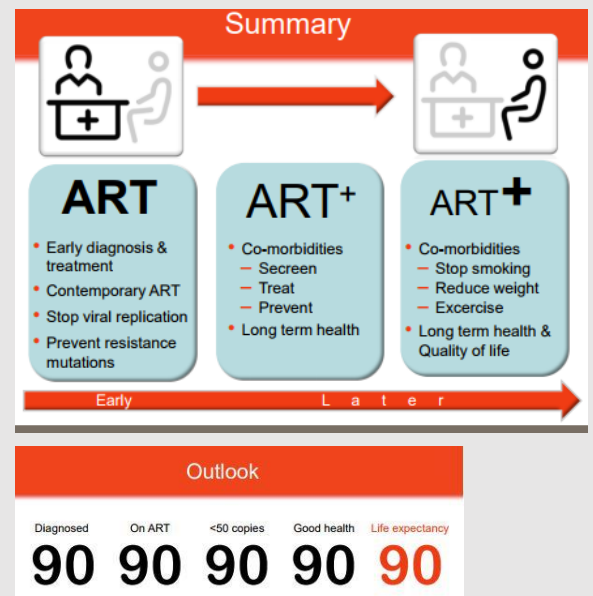 Summary
ART
• Early diagnosis &
treatment
• Contemporary ART
• Stop viral replication
• Prevent resistance
mutations
ART+
• Co-morbidities
– Secreen
– Treat
– Prevent
• Long term health
ART+
• Co-morbidities
– Stop smoking
– Reduce weight
– Excercise
• Long term health &
Quality of life
Early Later
Outlook
Diagnosed On ART <50 copies Good health Life expectancy
90 90 90 90 90